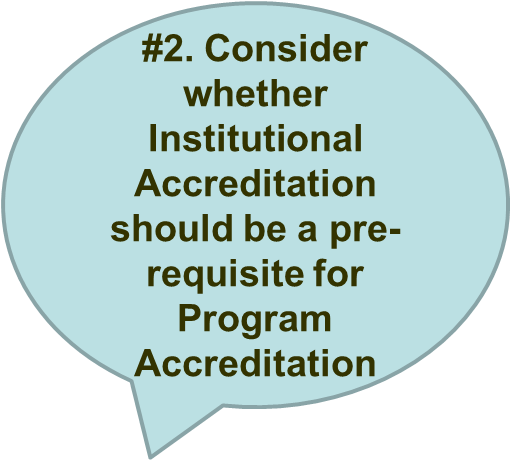 #2. Consider
whether
Institutional
Accreditation
should be a pre-
requisite for
Program
Accreditation